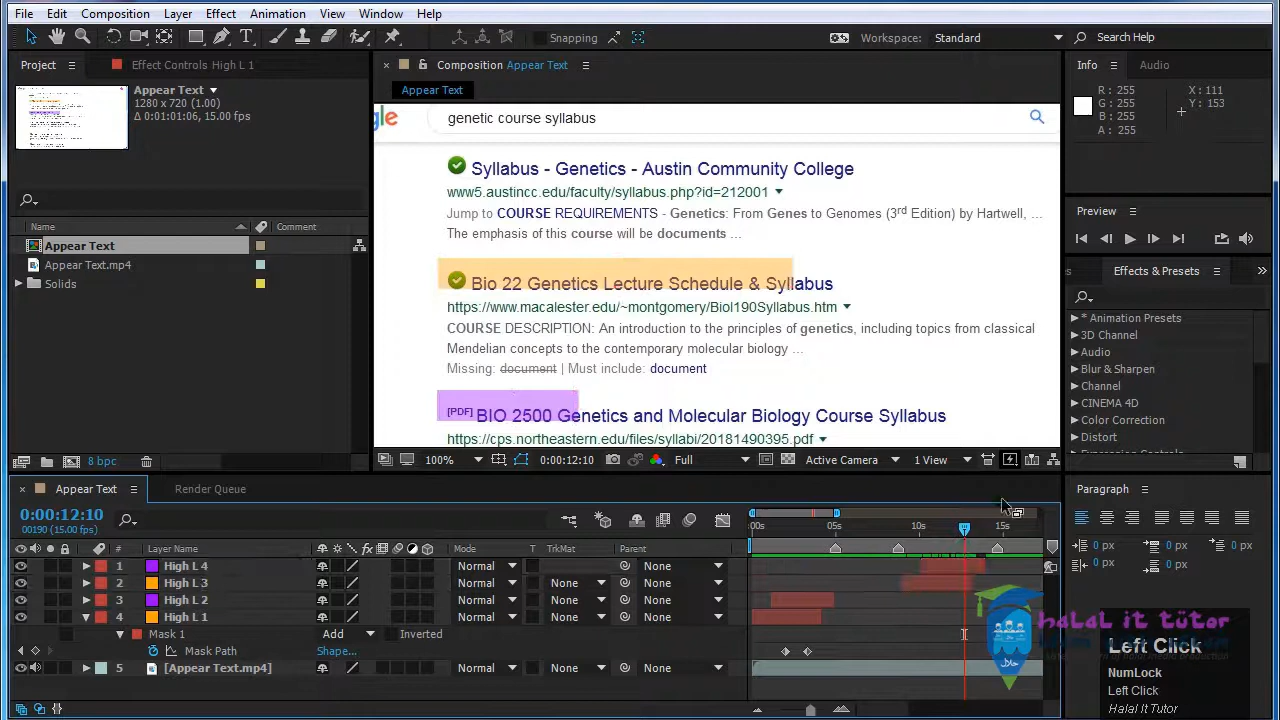 File Edit Composition Layer Effect Animation View Window Help
Snapping
Workspace: Standard
Search Help
Project
Effect Controls High L 1
Composition Appear Text
Info
Audio
Appear Text
1280 x 720 (1.00)
Δ 0:01:01:06, 15.00 fps
Appear Text
R : 255
G : 255
B : 255
A : 255
X : 111
Y : 153
gle
genetic course syllabus
Syllabus - Genetics - Austin Community College
www5.austincc.edu/faculty/syllabus.php?id=212001
Jump to COURSE REQUIREMENTS - Genetics: From Genes to Genomes (3rd Edition) by Hartwell, ...
The emphasis of this course will be documents ...
Bio 22 Genetics Lecture Schedule & Syllabus
https://www.macalester.edu/~montgomery/Biol190Syllabus.htm
COURSE DESCRIPTION: An introduction to the principles of genetics, including topics from classical
Mendelian concepts to the contemporary molecular biology ...
Missing: document | Must include: document
[PDF] BIO 2500 Genetics and Molecular Biology Course Syllabus
https://cps.northeastern.edu/files/syllabi/20181490395.pdf
Name
Comment
Appear Text
Appear Text.mp4
Solids
Preview
Effects & Presets
* Animation Presets
3D Channel
Audio
Blur & Sharpen
Channel
CINEMA 4D
Color Correction
Distort
8 bpc
100%
0:00:12:10
Full
Active Camera
1 View
Appear Text
Render Queue
Paragraph
0:00:12:10
00190 (15.00 fps)
00s
05s
10s
15s
0 px
0 px
0 px
0 px
0 px
#
Layer Name
Mode
T
TrkMat
Parent
1 High L 4 Normal None
2 High L 3 Normal None None
3 High L 2 Normal None None
4 High L 1 Normal None None
Mask 1 Add Inverted
Mask Path Shape...
5 [Appear Text.mp4] Normal None None
halal it tutor
حلال
Left Click
NumLock
Left Click
Halal It Tutor